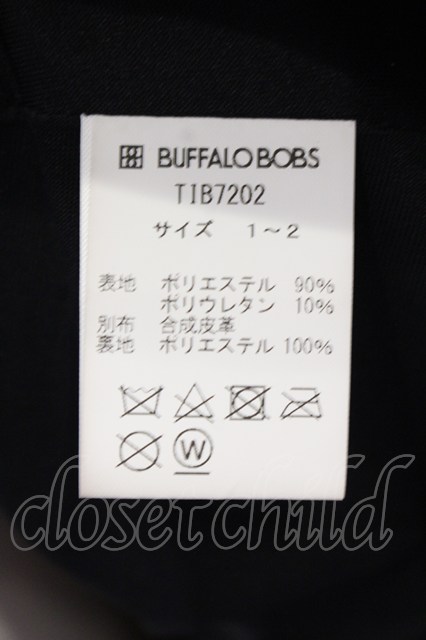 BUFFALO BOBS
TIB7202
サイズ 1～2
表地 ポリエステル 90%
ポリウレタン 10%
別布 合成皮革
裏地 ポリエステル 100%
W
closetchild